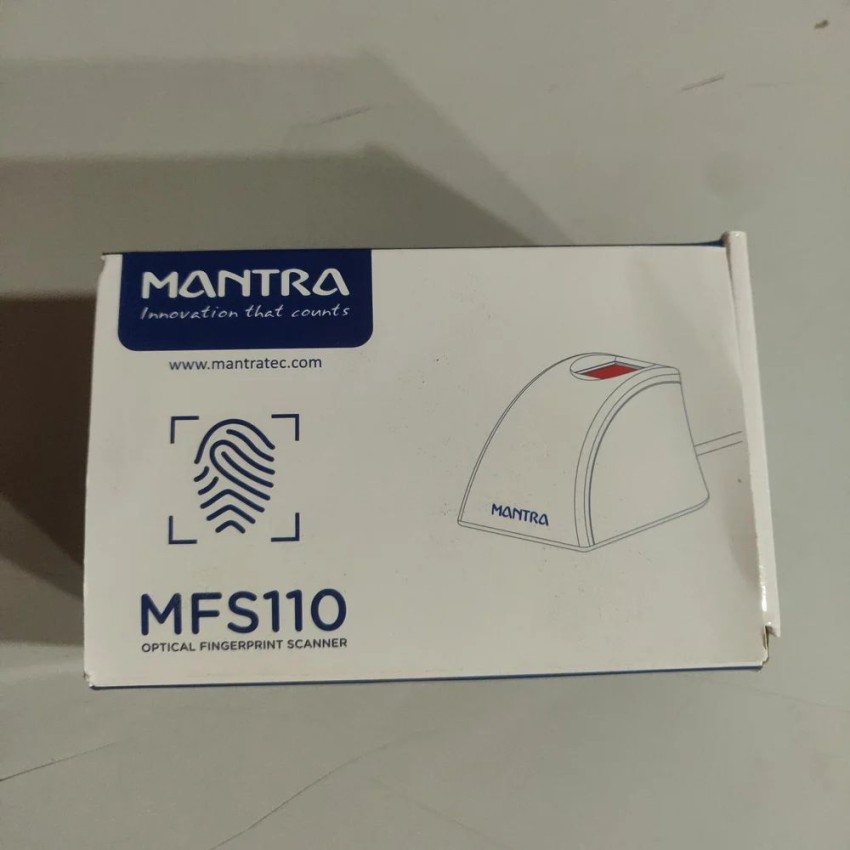 MANTRA
Innovation that counts
www.mantratec.com
MANTRA
MFS110
OPTICAL FINGERPRINT SCANNER